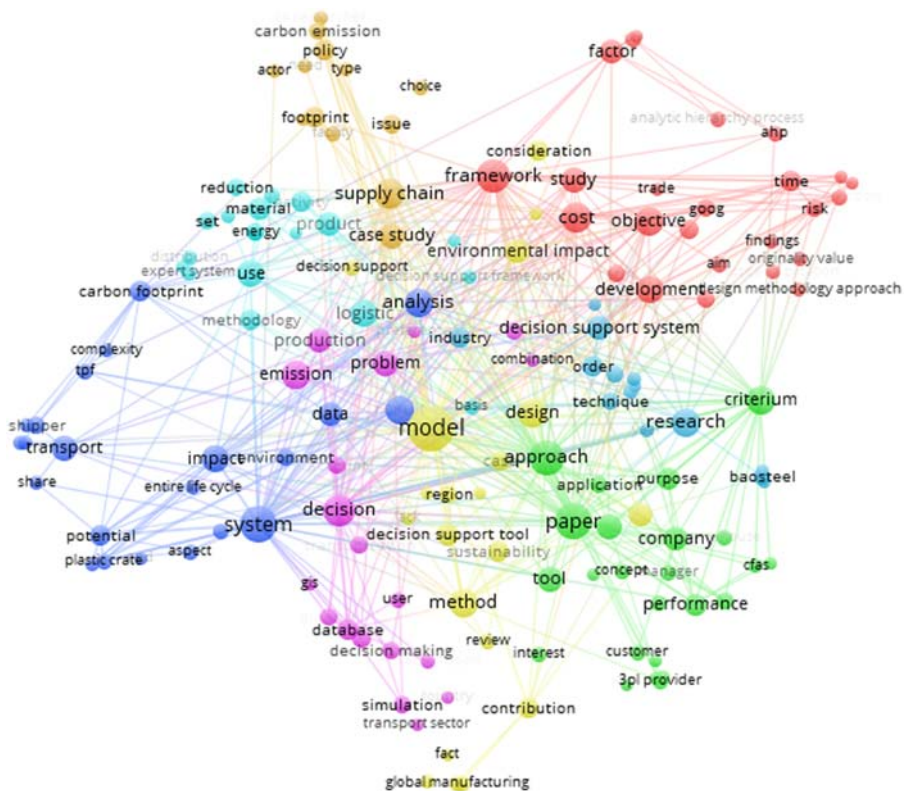 carbon emission
policy
actor
type
factor
choice
footprint
issue
analytic hierarchy process
ahp
consideration
framework
study
time
reduction
supply chain
trade
material
set
product
cost
objective
goog
risk
energy
case study
environmental impact
findings
distribution
decision support
originality value
expert system
use
decision support framework
aim
carbon footprint
development
design methodology approach
analysis
methodology
logistic
decision support system
production
industry
complexity
problem
combination
order
tpf
emission
criterium
data
basis
design
technique
shipper
model
research
transport
impact
environment
approach
share
entire life cycle
case
application
purpose
baosteel
region
system
decision
paper
potential
decision support tool
company
aspect
sustainability
plastic crate
cfas
gis
tool
concept
manager
user
method
performance
database
review
decision making
interest
customer
3pl provider
simulation
contribution
transport sector
fact
global manufacturing